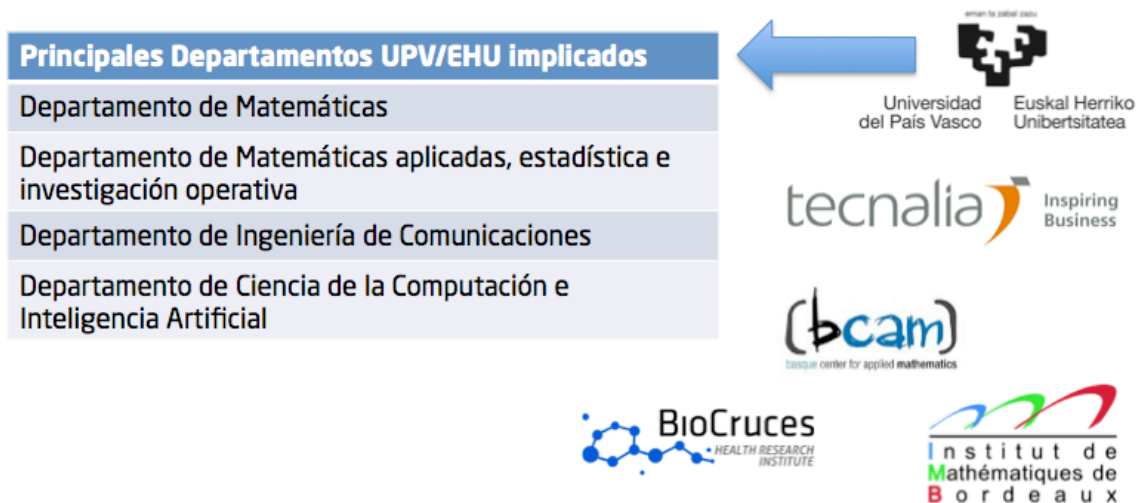 Principales Departamentos UPV/EHU implicados
Departamento de Matemáticas
Departamento de Matemáticas aplicadas, estadística e
investigación operativa
Departamento de Ingeniería de Comunicaciones
Departamento de Ciencia de la Computación e
Inteligencia Artificial
eman ta zabal zazu
Universidad
del País Vasco
Euskal Herriko
Unibertsitatea
tecnalia
Inspiring
Business
(bcam)
basque center for applied mathematics
BIOCRUCES
HEALTH RESEARCH
INSTITUTE
Institut de
Mathématiques de
Bordeaux